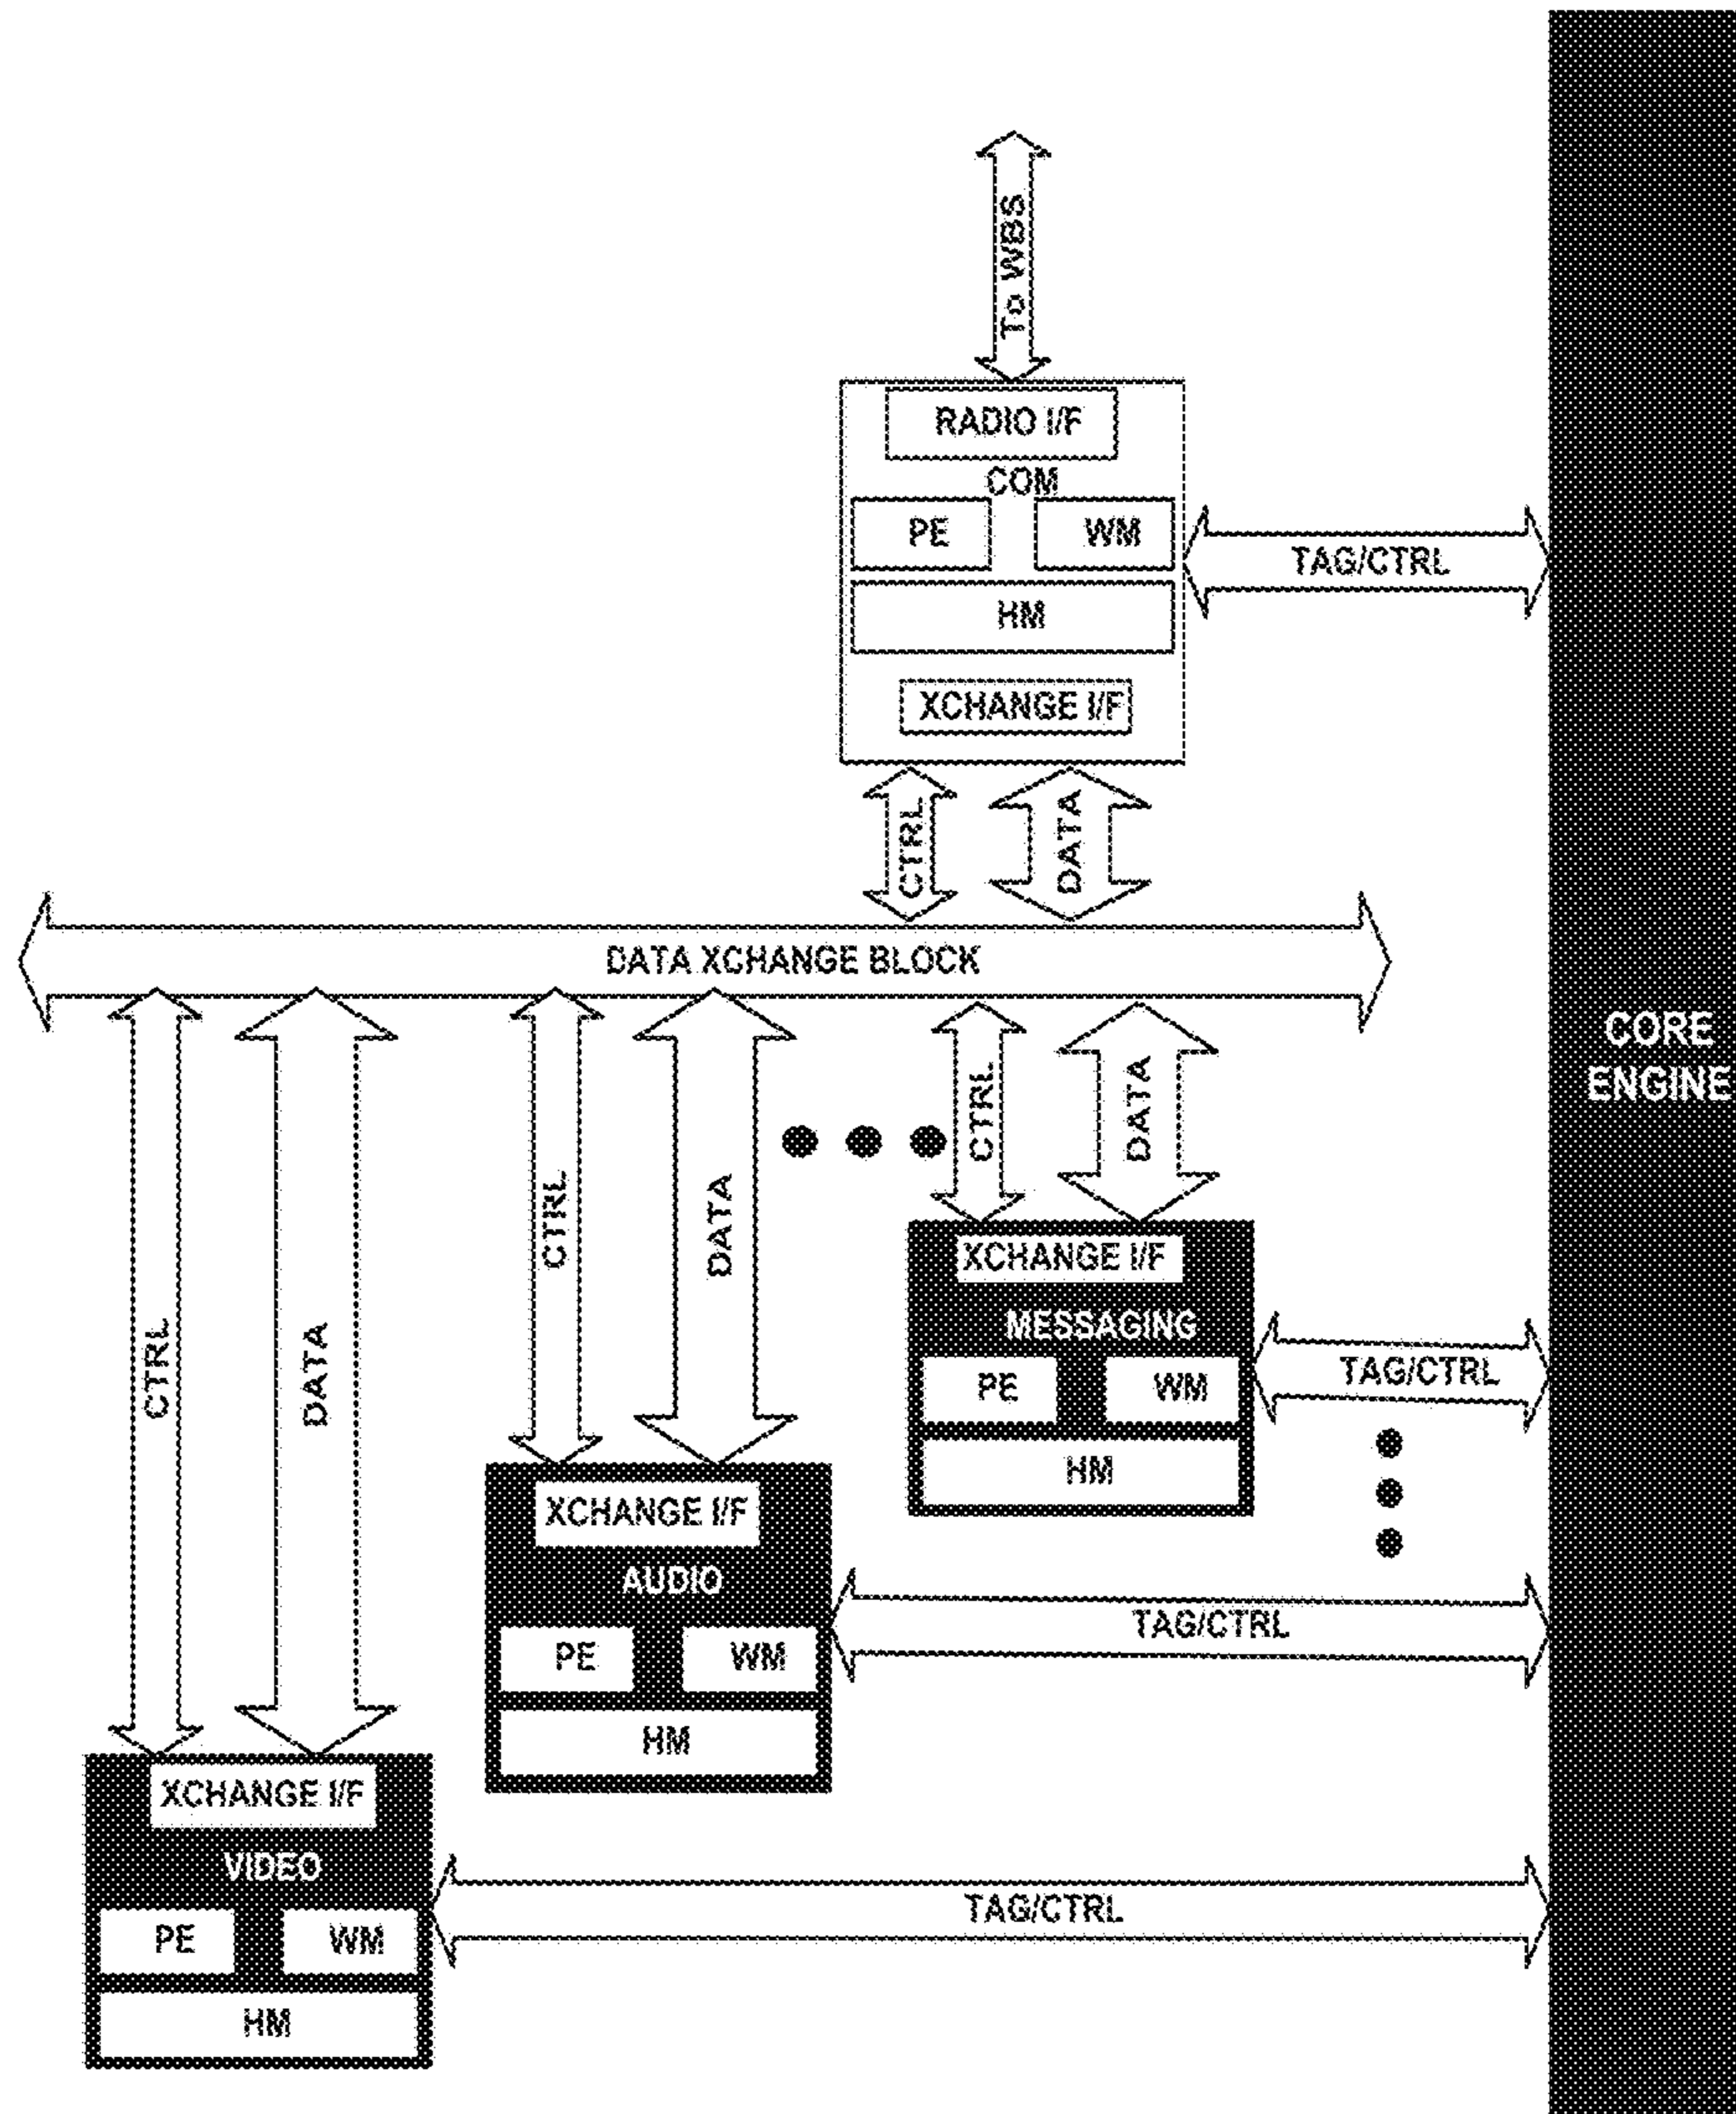 To WBS
RADIO I/F
COM
PE
WM
HM
XCHANGE I/F
TAG/CTRL
CTRL
DATA
DATA XCHANGE BLOCK
CORE
ENGINE
CTRL
DATA
CTRL
DATA
CTRL
DATA
XCHANGE I/F
MESSAGING
PE
WM
HM
TAG/CTRL
XCHANGE I/F
AUDIO
PE
WM
HM
TAG/CTRL
XCHANGE I/F
VIDEO
PE
WM
HM
TAG/CTRL